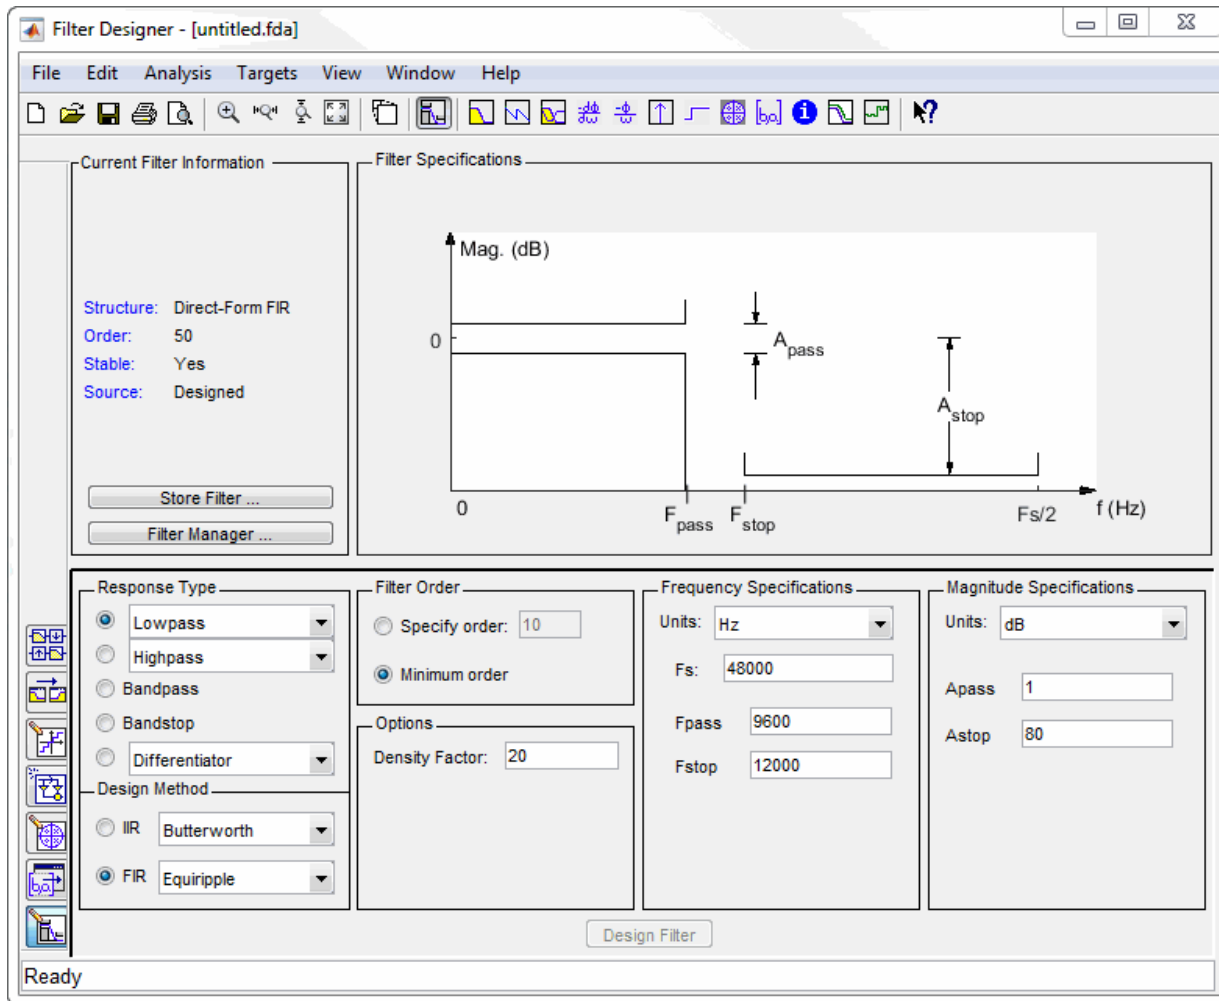 Filter Designer - [untitled.fda]
File Edit Analysis Targets View Window Help
Current Filter Information
Structure: Direct-Form FIR
Order: 50
Stable: Yes
Source: Designed
Store Filter ...
Filter Manager ...
Filter Specifications
Mag. (dB)
0
Apass
Astop
0
Fpass
Fstop
Fs/2
f (Hz)
Response Type
Lowpass
Highpass
Bandpass
Bandstop
Differentiator
Design Method
IIR Butterworth
FIR Equiripple
Filter Order
Specify order: 10
Minimum order
Options
Density Factor: 20
Frequency Specifications
Units: Hz
Fs: 48000
Fpass 9600
Fstop 12000
Magnitude Specifications
Units: dB
Apass 1
Astop 80
Design Filter
Ready